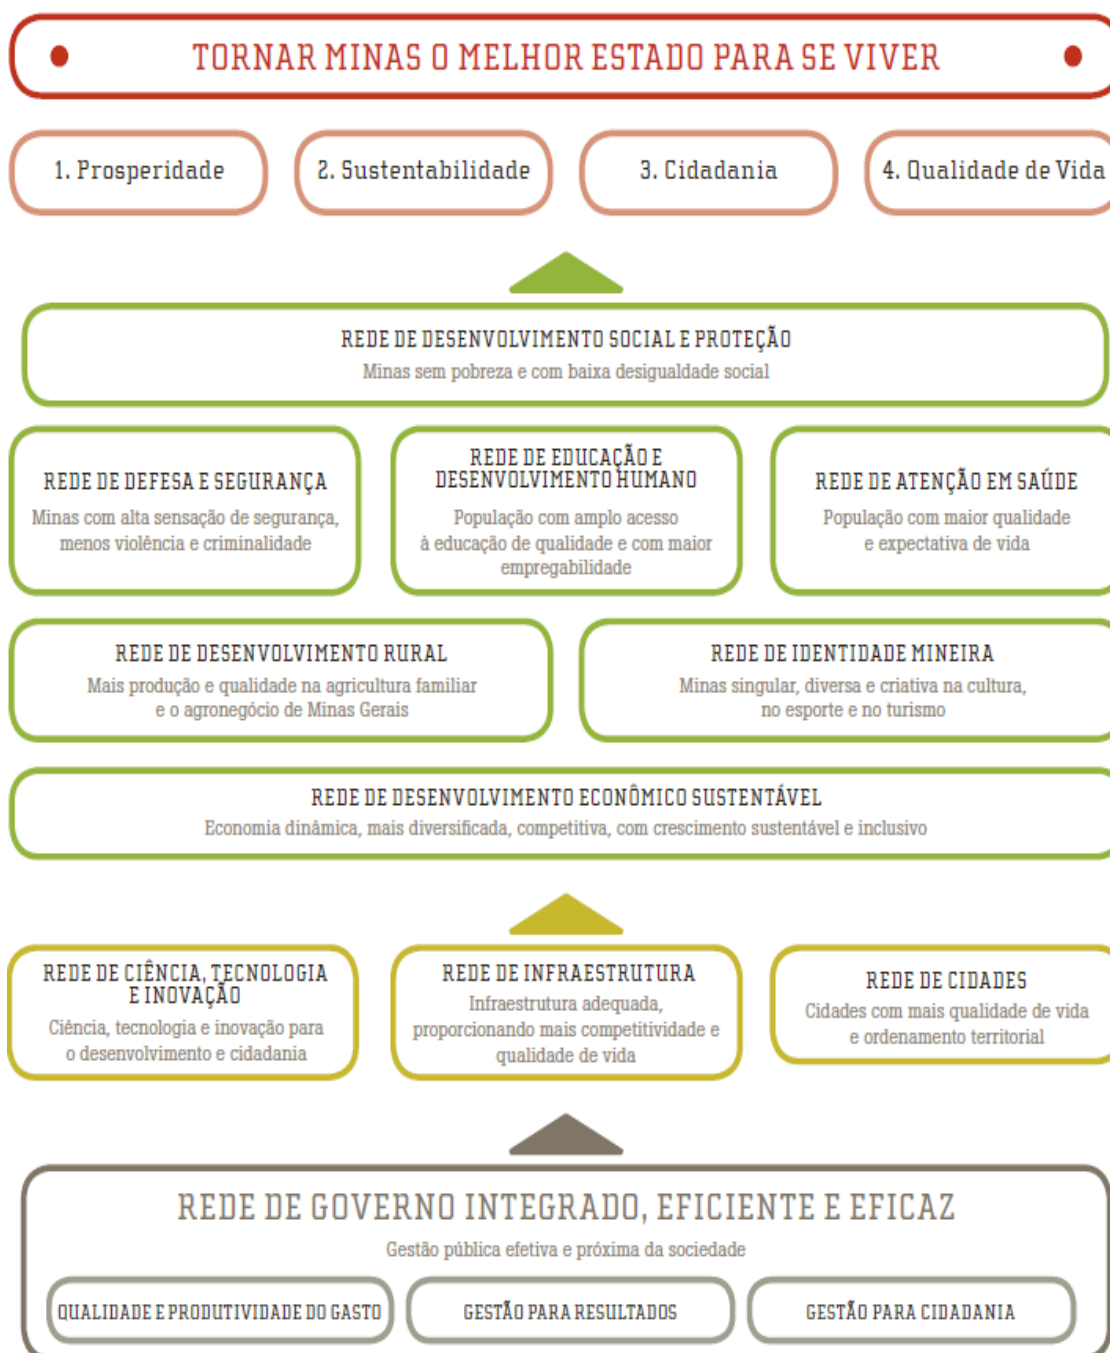 TORNAR MINAS O MELHOR ESTADO PARA SE VIVER
1. Prosperidade
2. Sustentabilidade
3. Cidadania
4. Qualidade de Vida
REDE DE DESENVOLVIMENTO SOCIAL E PROTEÇÃO
Minas sem pobreza e com baixa desigualdade social
REDE DE DEFESA E SEGURANÇA
Minas com alta sensação de segurança,
menos violência e criminalidade
REDE DE EDUCAÇÃO E
DESENVOLVIMENTO HUMANO
População com amplo acesso
à educação de qualidade e com maior
empregabilidade
REDE DE ATENÇÃO EM SAÚDE
População com maior qualidade
e expectativa de vida
REDE DE DESENVOLVIMENTO RURAL
Mais produção e qualidade na agricultura familiar
e o agronegócio de Minas Gerais
REDE DE IDENTIDADE MINEIRA
Minas singular, diversa e criativa na cultura,
no esporte e no turismo
REDE DE DESENVOLVIMENTO ECONÔMICO SUSTENTÁVEL
Economia dinâmica, mais diversificada, competitiva, com crescimento sustentável e inclusivo
REDE DE CIÊNCIA, TECNOLOGIA
E INOVAÇÃO
Ciência, tecnologia e inovação para
o desenvolvimento e cidadania
REDE DE INFRAESTRUTURA
Infraestrutura adequada,
proporcionando mais competitividade e
qualidade de vida
REDE DE CIDADES
Cidades com mais qualidade de vida
e ordenamento territorial
REDE DE GOVERNO INTEGRADO, EFICIENTE E EFICAZ
Gestão pública efetiva e próxima da sociedade
QUALIDADE E PRODUTIVIDADE DO GASTO
GESTÃO PARA RESULTADOS
GESTÃO PARA CIDADANIA